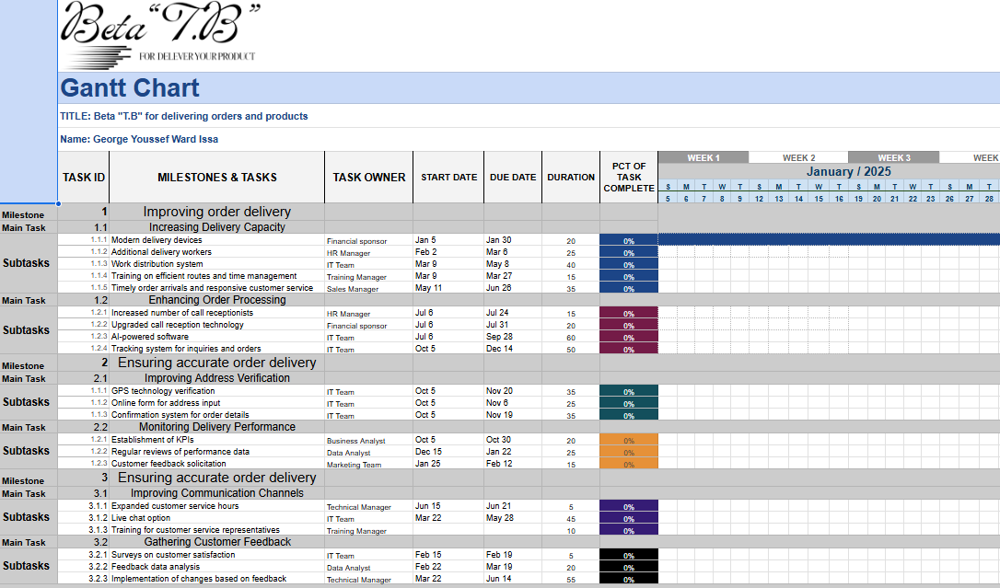 Beta "T.B"
FOR DELEVER YOUR PRODUCT
Gantt Chart
TITLE: Beta "T.B" for delivering orders and products
Name: George Youssef Ward Issa
TASK ID MILESTONES & TASKS TASK OWNER START DATE DUE DATE DURATION PCT OF TASK COMPLETE
WEEK 1 WEEK 2 WEEK 3 WEEK
January / 2025
S M T W T S M T W T S M T W T S M T
5 6 7 8 9 12 13 14 15 16 19 20 21 22 23 26 27 28
Milestone 1 Improving order delivery
Main Task 1.1 Increasing Delivery Capacity
Subtasks
1.1.1 Modern delivery devices Financial sponsor Jan 5 Jan 30 20 0%
1.1.2 Additional delivery workers HR Manager Feb 2 Mar 6 25 0%
1.1.3 Work distribution system IT Team Mar 9 May 8 40 0%
1.1.4 Training on efficient routes and time management Training Manager Mar 9 Mar 27 15 0%
1.1.5 Timely order arrivals and responsive customer service Sales Manager May 11 Jun 26 35 0%
Main Task 1.2 Enhancing Order Processing
Subtasks
1.2.1 Increased number of call receptionists HR Manager Jul 6 Jul 24 15 0%
1.2.2 Upgraded call reception technology Financial sponsor Jul 6 Jul 31 20 0%
1.2.3 AI-powered software IT Team Jul 6 Sep 28 60 0%
1.2.4 Tracking system for inquiries and orders IT Team Oct 5 Dec 14 50 0%
Milestone 2 Ensuring accurate order delivery
Main Task 2.1 Improving Address Verification
Subtasks
1.1.1 GPS technology verification IT Team Oct 5 Nov 20 35 0%
1.1.2 Online form for address input IT Team Oct 5 Nov 6 25 0%
1.1.3 Confirmation system for order details IT Team Oct 5 Nov 19 35 0%
Main Task 2.2 Monitoring Delivery Performance
Subtasks
1.2.1 Establishment of KPIs Business Analyst Oct 5 Oct 30 20 0%
1.2.2 Regular reviews of performance data Data Analyst Dec 15 Jan 22 25 0%
1.2.3 Customer feedback solicitation Marketing Team Jan 25 Feb 12 15 0%
Milestone 3 Ensuring accurate order delivery
Main Task 3.1 Improving Communication Channels
Subtasks
3.1.1 Expanded customer service hours Technical Manager Jun 15 Jun 21 5 0%
3.1.2 Live chat option IT Team Mar 22 May 28 45 0%
3.1.3 Training for customer service representatives Training Manager 10 0%
Main Task 3.2 Gathering Customer Feedback
Subtasks
3.2.1 Surveys on customer satisfaction IT Team Feb 15 Feb 19 5 0%
3.2.2 Feedback data analysis Data Analyst Feb 22 Mar 19 20 0%
3.2.3 Implementation of changes based on feedback Technical Manager Mar 22 Jun 14 55 0%